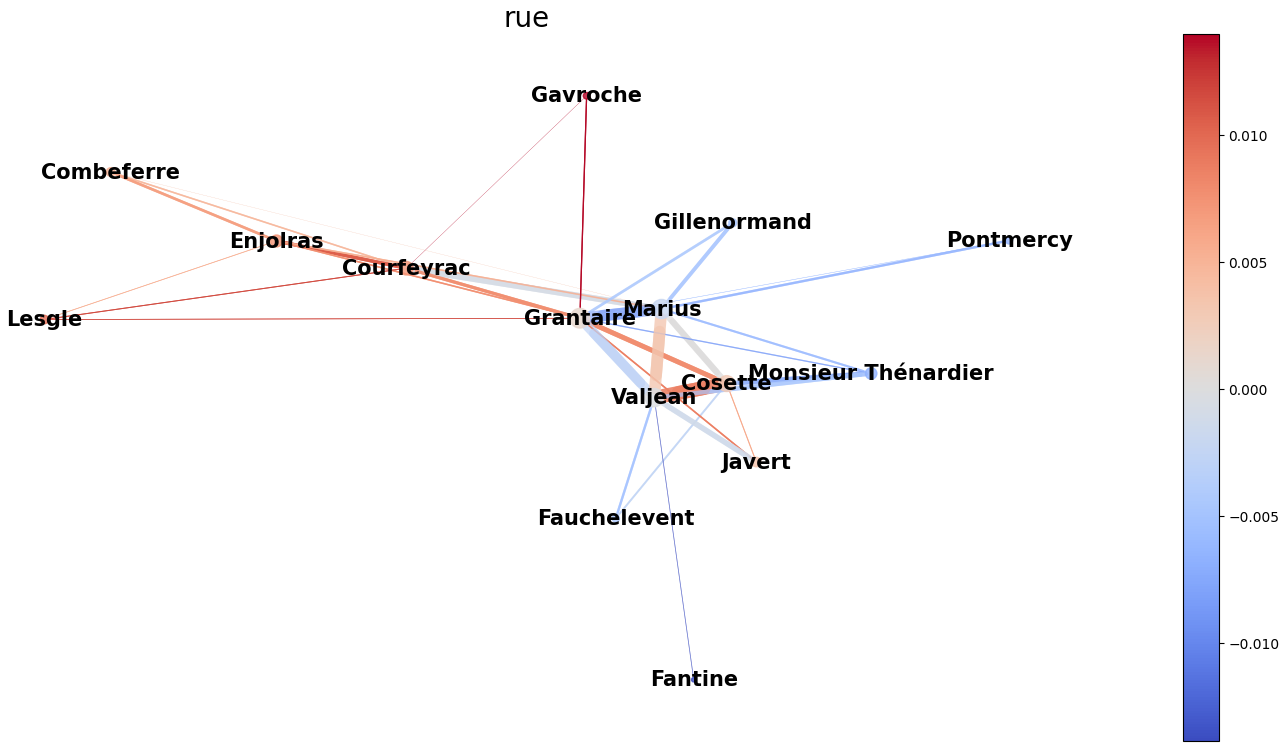 rue
Gavroche
Combeferre
Gillenormand
Enjolras
Pontmercy
Courfeyrac
Marius
Lesgle
Grantaire
Monsieur Thénardier
Cosette
Valjean
Javert
Fauchelevent
Fantine
0.010
0.005
0.000
−0.005
−0.010